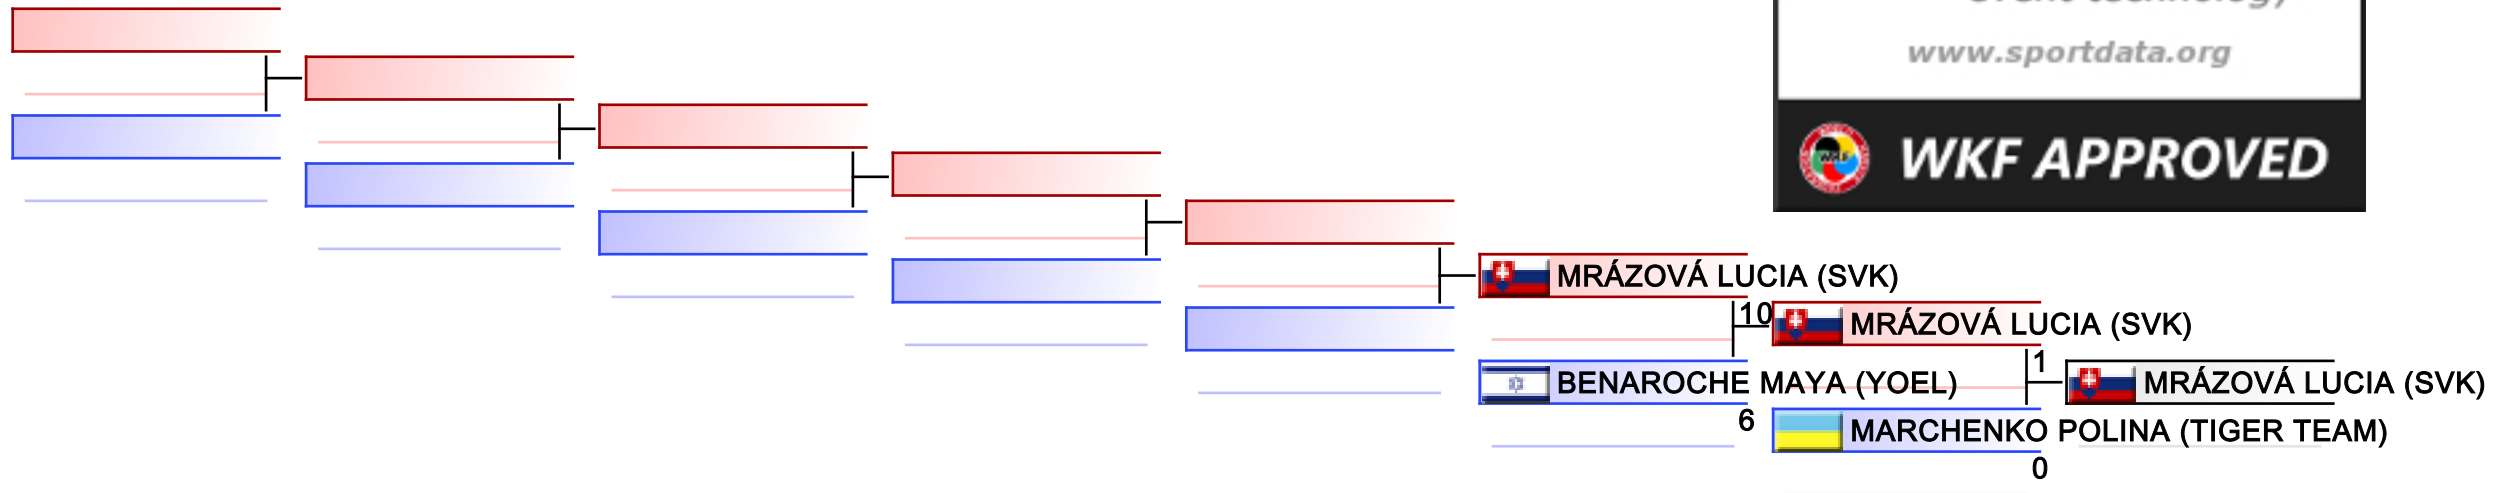 www.sportdata.org
WKF APPROVED
MRÁZOVÁ LUCIA (SVK)
10
MRÁZOVÁ LUCIA (SVK)
BENAROCHE MAYA (YOEL)
1
MRÁZOVÁ LUCIA (SVK)
6
MARCHENKO POLINA (TIGER TEAM)
0